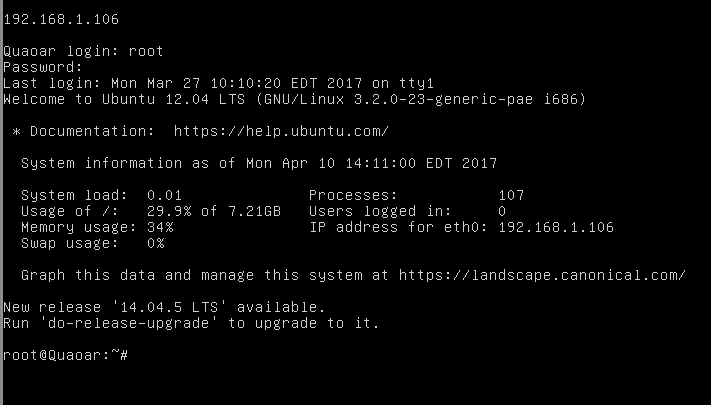 192.168.1.106
Quaoar login: root
Password:
Last login: Mon Mar 27 10:10:20 EDT 2017 on tty1
Welcome to Ubuntu 12.04 LTS (GNU/Linux 3.2.0-23-generic-pae i686)
* Documentation:  https://help.ubuntu.com/
System information as of Mon Apr 10 14:11:00 EDT 2017
System load:  0.01              Processes:           107
Usage of /:   29.9% of 7.21GB   Users logged in:     0
Memory usage: 34%               IP address for eth0: 192.168.1.106
Swap usage:   0%
Graph this data and manage this system at https://landscape.canonical.com/
New release '14.04.5 LTS' available.
Run 'do-release-upgrade' to upgrade to it.
root@Quaoar:~#